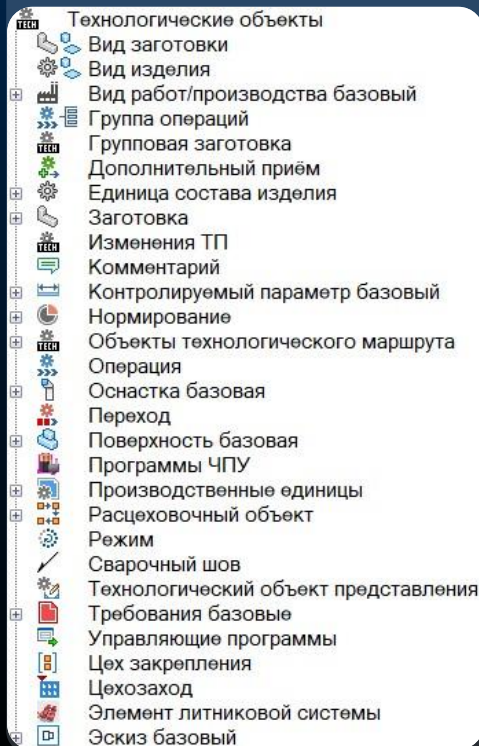 Технологические объекты
Вид заготовки
Вид изделия
Вид работ/производства базовый
Группа операций
Групповая заготовка
Дополнительный приём
Единица состава изделия
Заготовка
Изменения ТП
Комментарий
Контролируемый параметр базовый
Нормирование
Объекты технологического маршрута
Операция
Оснастка базовая
Переход
Поверхность базовая
Программы ЧПУ
Производственные единицы
Расцеховочный объект
Режим
Сварочный шов
Технологический объект представления
Требования базовые
Управляющие программы
Цех закрепления
Цехозаход
Элемент литниковой системы
Эскиз базовый